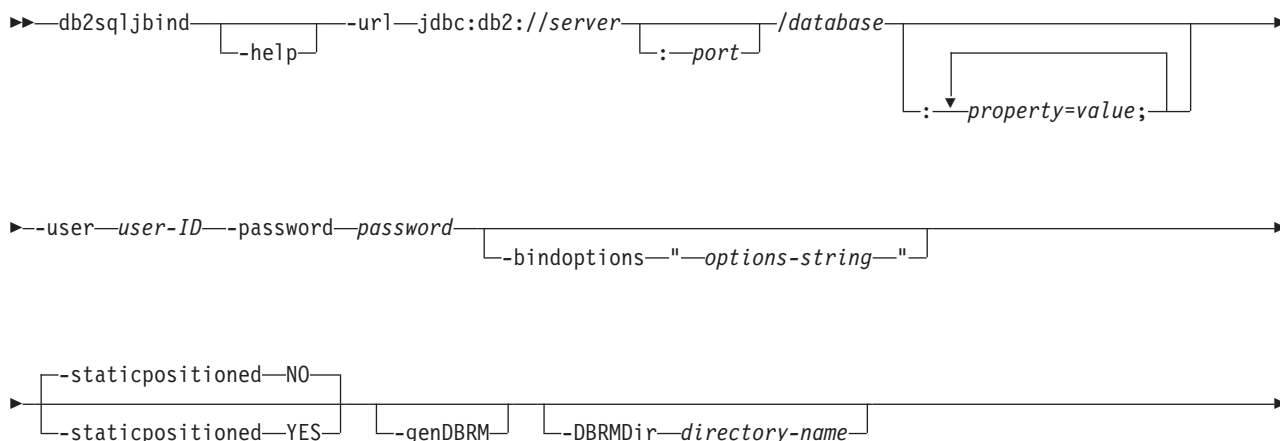 db2sqljbind -url jdbc:db2://server /database
-help : port
: property=value;
-user user-ID -password password
-bindoptions " options-string "
-staticpositioned NO
-staticpositioned YES -genDBRM -DBRMDir directory-name